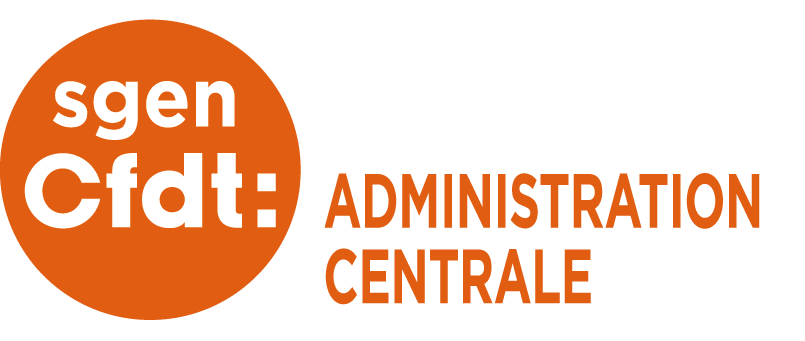 sgen
Cfdt:
ADMINISTRATION
CENTRALE